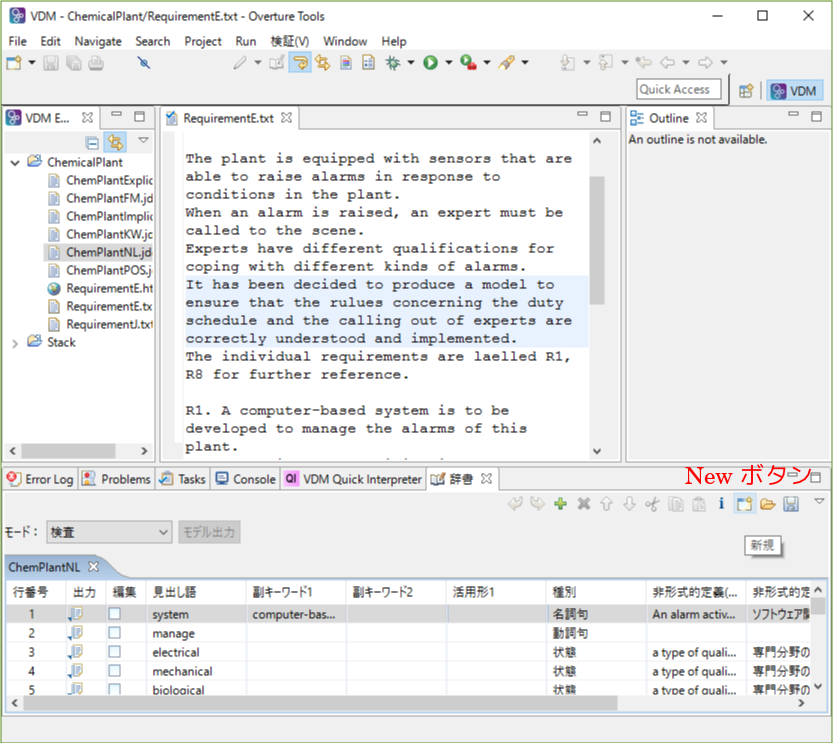 VDM - ChemicalPlant/RequirementE.txt - Overture Tools
File Edit Navigate Search Project Run 検証(V) Window Help
Quick Access
VDM
VDM E...
RequirementE.txt
Outline
ChemicalPlant
ChemPlantExplic
ChemPlantFM.jd
ChemPlantImplic
ChemPlantKW.jc
ChemPlantNL.jd
ChemPlantPOS.j
RequirementE.ht
RequirementE.tx
RequirementJ.txt
Stack
The plant is equipped with sensors that are
able to raise alarms in response to
conditions in the plant.
When an alarm is raised, an expert must be
called to the scene.
Experts have different qualifications for
coping with different kinds of alarms.
It has been decided to produce a model to
ensure that the rulues concerning the duty
schedule and the calling out of experts are
correctly understood and implemented.
The individual requirements are laelled R1,
R8 for further reference.
R1. A computer-based system is to be
developed to manage the alarms of this
plant.
An outline is not available.
Error Log Problems Tasks Console QI VDM Quick Interpreter 辞書
New ボタン
モード： 検査 モデル出力
新規
ChemPlantNL
行番号 出力 編集 見出し語 副キーワード1 副キーワード2 活用形1 種別 非形式的定義(... 非形式的定
1 system computer-bas... 名詞句 An alarm activ... ソフトウェア関
2 manage 動詞句
3 electrical 状態 a type of quali... 専門分野の
4 mechanical 状態 a type of quali... 専門分野の
5 biological 状態 a type of quali... 専門分野の